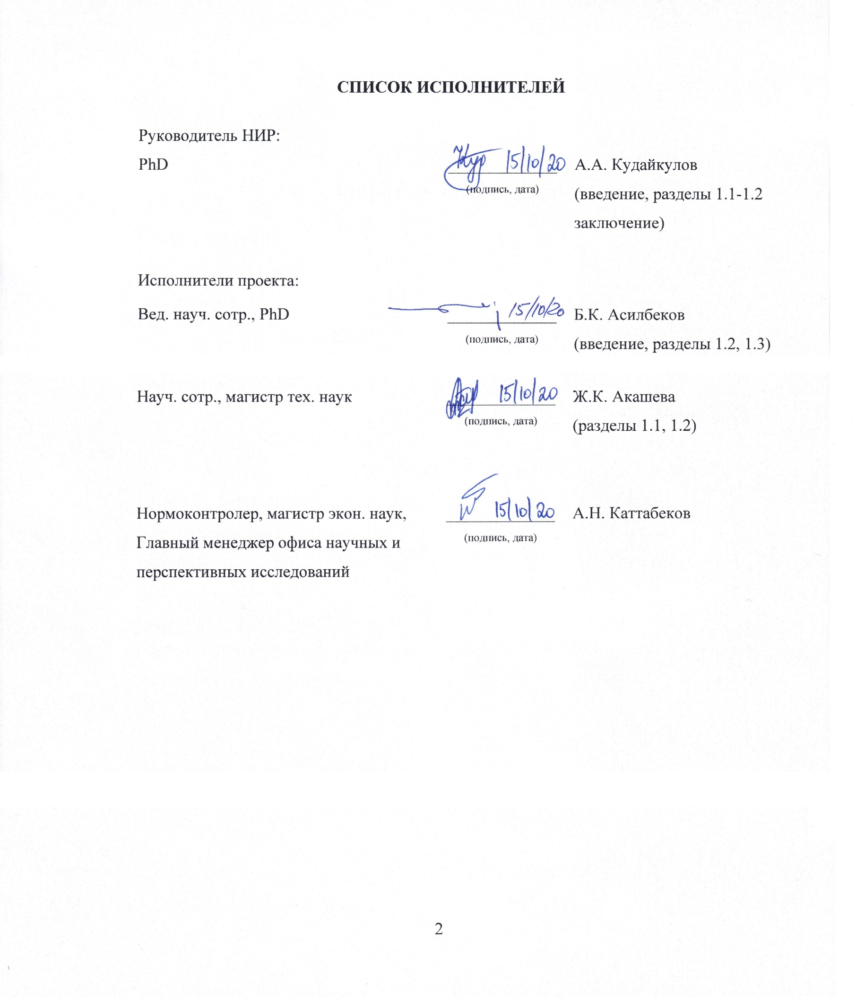 СПИСОК ИСПОЛНИТЕЛЕЙ
Руководитель НИР:
PhD 15/10/20 А.А. Кудайкулов
(подпись, дата) (введение, разделы 1.1-1.2
заключение)
Исполнители проекта:
Вед. науч. сотр., PhD 15/10/20 Б.К. Асилбеков
(подпись, дата) (введение, разделы 1.2, 1.3)
Науч. сотр., магистр тех. наук 15/10/20 Ж.К. Акашева
(подпись, дата) (разделы 1.1, 1.2)
Нормоконтролер, магистр экон. наук, 15/10/20 А.Н. Каттабеков
Главный менеджер офиса научных и (подпись, дата)
перспективных исследований
2